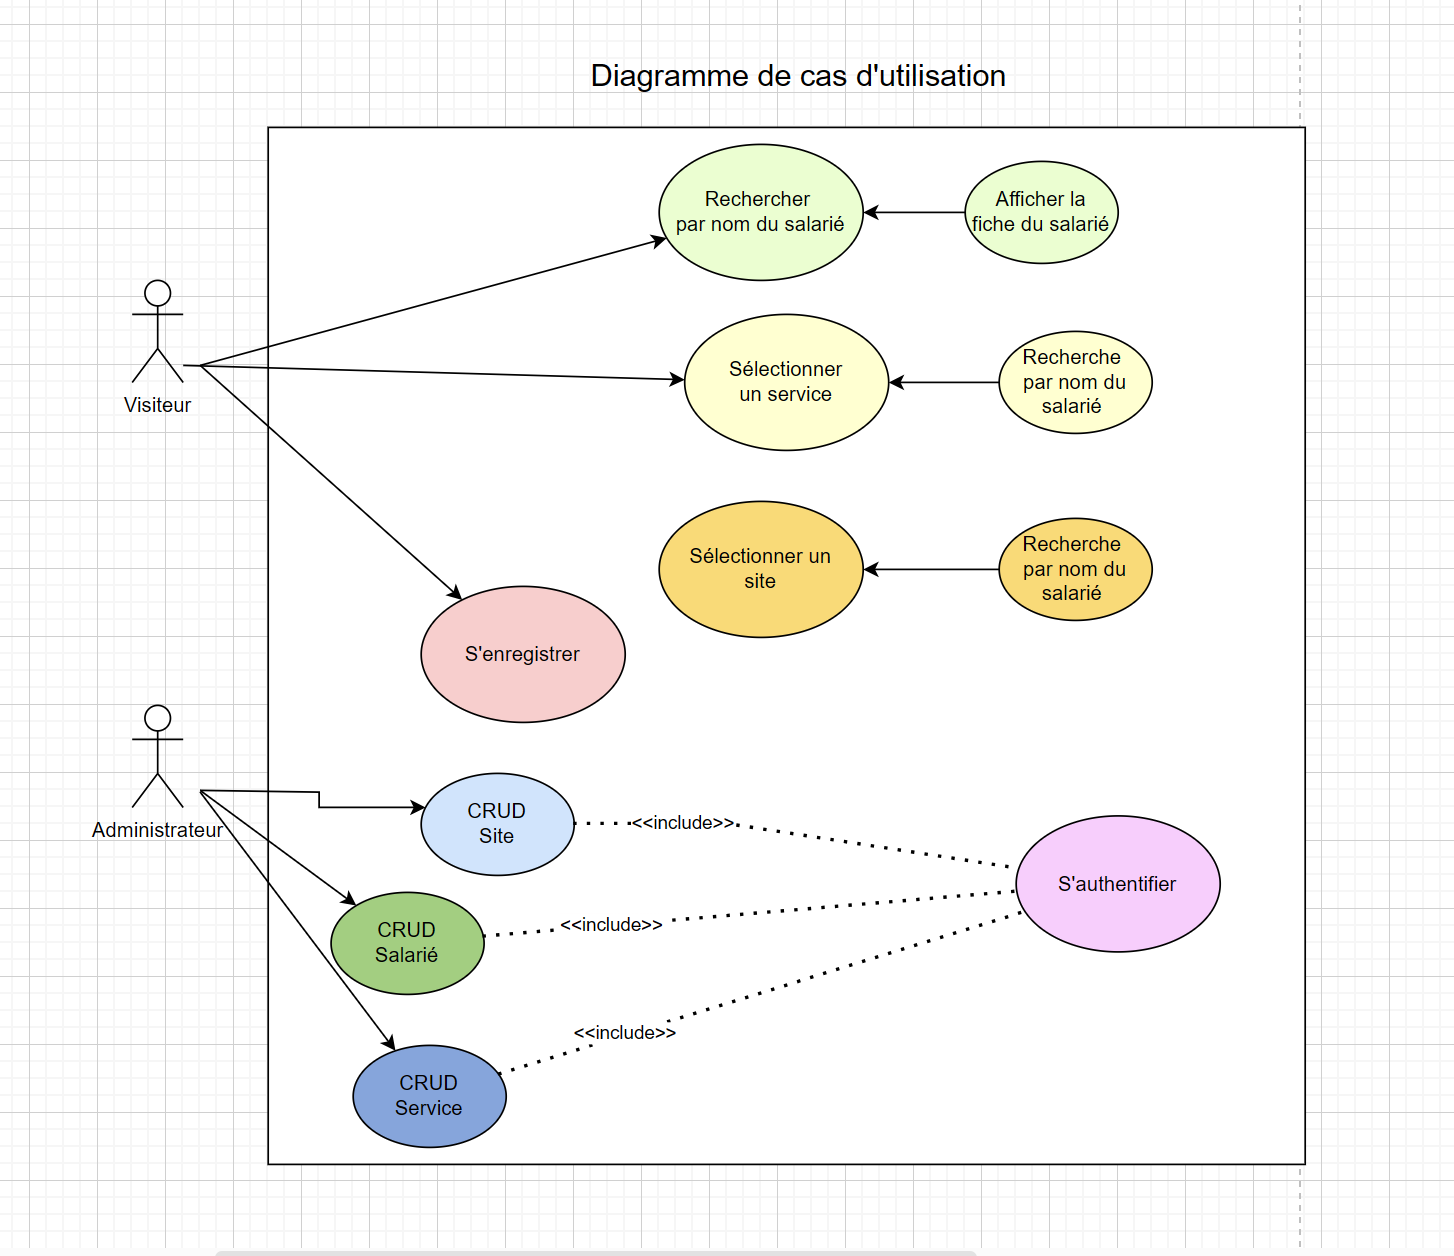 Diagramme de cas d'utilisation
Rechercher
par nom du salarié
Afficher la
fiche du salarié
Sélectionner
un service
Recherche
par nom du
salarié
Visiteur
Sélectionner un
site
Recherche
par nom du
salarié
S'enregistrer
Administrateur
CRUD
Site
<<include>>
S'authentifier
CRUD
Salarié
<<include>>
<<include>>
CRUD
Service